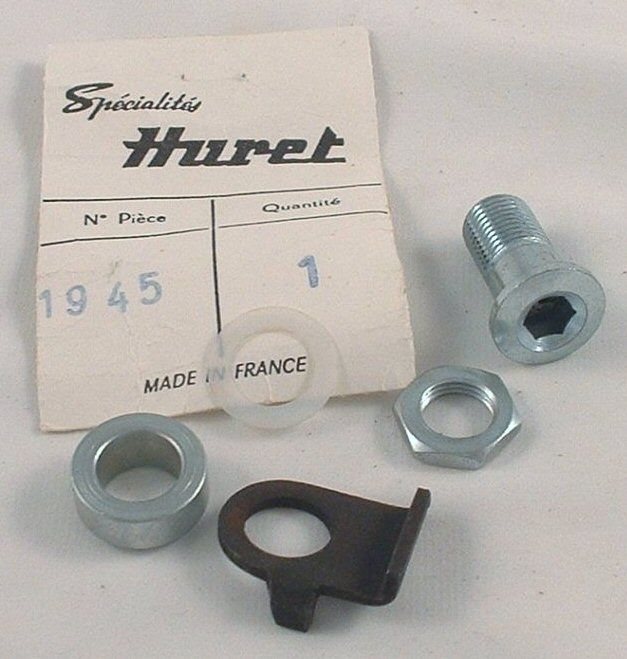 Spécialités
Huret
N° Pièce
Quantité
1945
1
MADE IN FRANCE